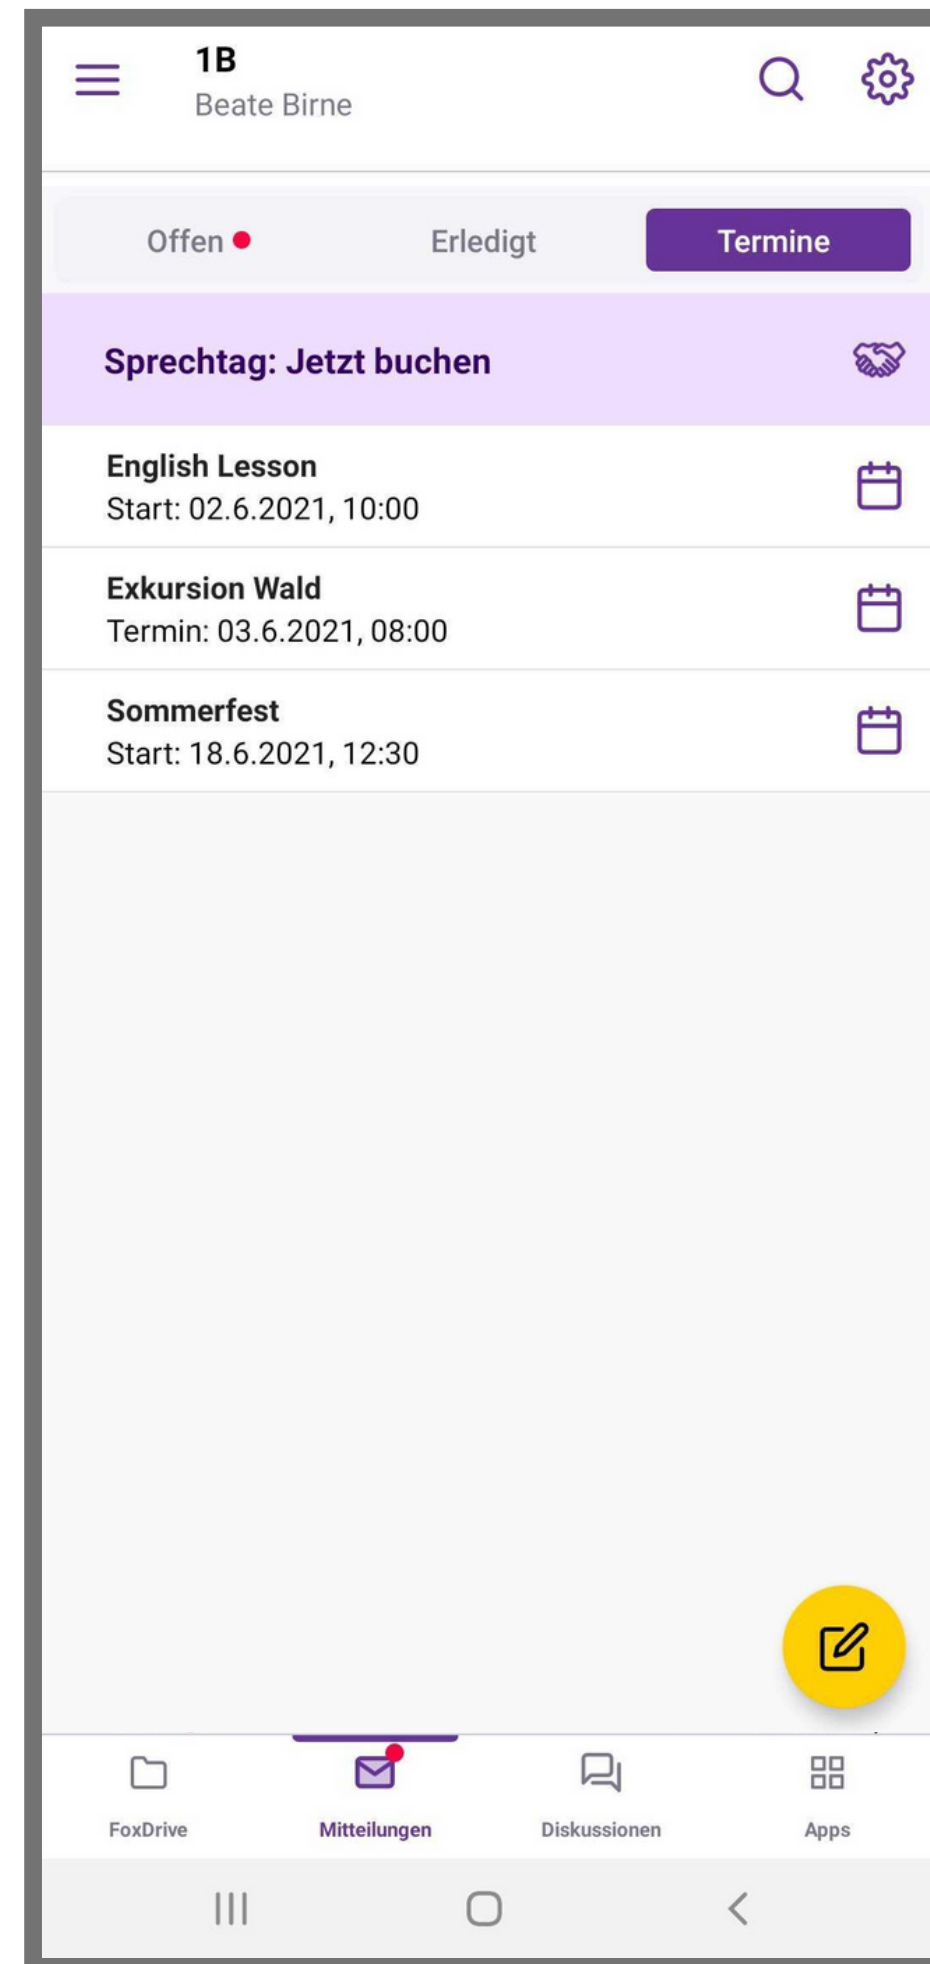 1B
Beate Birne
Offen
Erledigt
Termine
Sprechtag: Jetzt buchen
English Lesson
Start: 02.6.2021, 10:00
Exkursion Wald
Termin: 03.6.2021, 08:00
Sommerfest
Start: 18.6.2021, 12:30
FoxDrive
Mitteilungen
Diskussionen
Apps